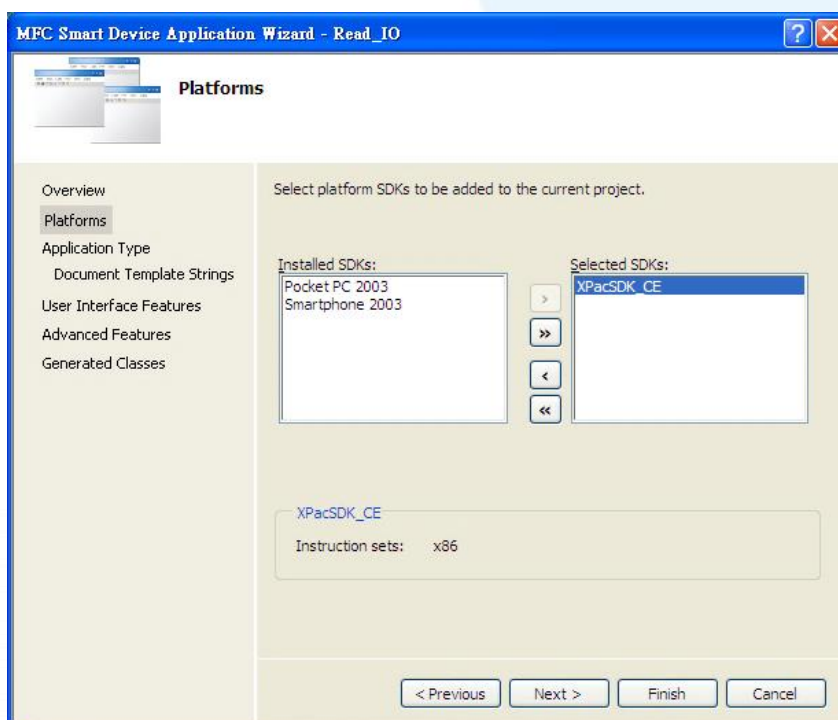 MFC Smart Device Application Wizard - Read_IO
Platforms
Overview
Platforms
Application Type
Document Template Strings
User Interface Features
Advanced Features
Generated Classes
Select platform SDKs to be added to the current project.
Installed SDKs:
Pocket PC 2003
Smartphone 2003
>
>>
<
<<
Selected SDKs:
XPacSDK_CE
XPacSDK_CE
Instruction sets: x86
< Previous
Next >
Finish
Cancel